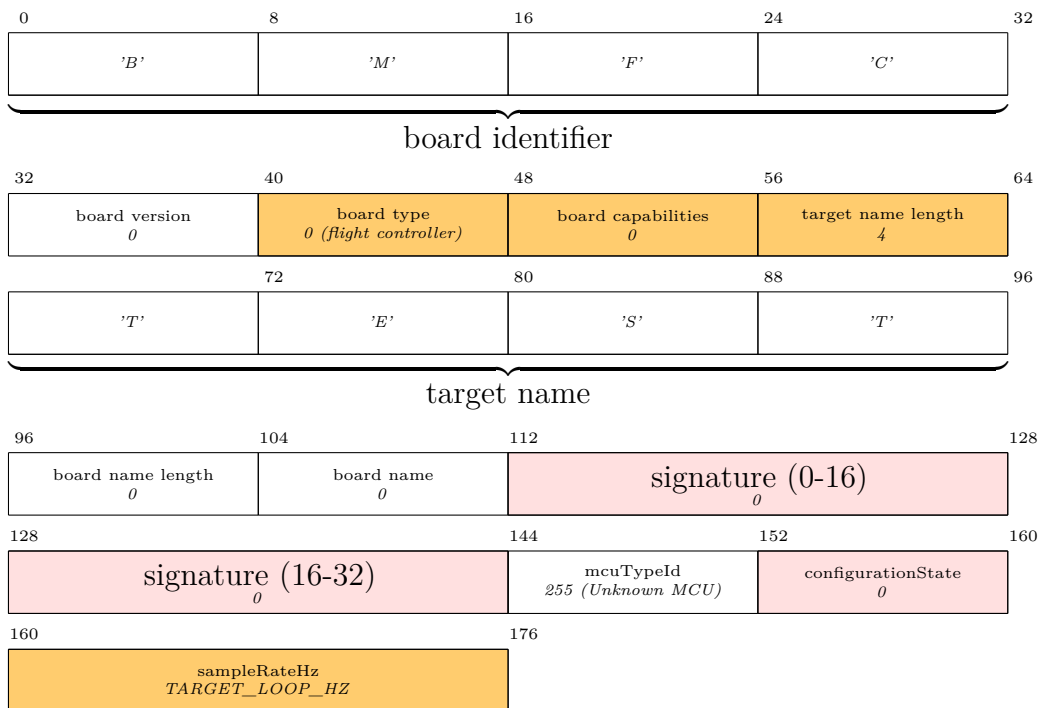 0 8 16 24 32
'B' 'M' 'F' 'C'
board identifier
32 40 48 56 64
board version board type board capabilities target name length
0 0 (flight controller) 0 4
72 80 88 96
'T' 'E' 'S' 'T'
target name
96 104 112 128
board name length board name signature (0-16)
0 0 0
128 144 152 160
signature (16-32) mcuTypeId configurationState
0 255 (Unknown MCU) 0
160 176
sampleRateHz
TARGET_LOOP_HZ